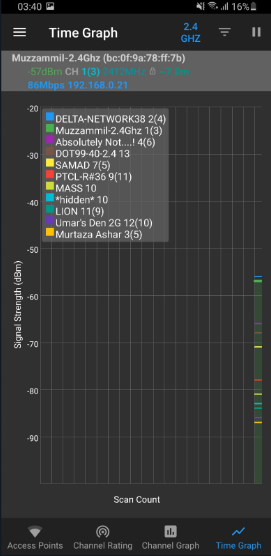 03:40
16%
Time Graph
2.4 GHZ
Muzzammil-2.4Ghz (bc:0f:9a:78:ff:7b)
-57dBm CH 1(3)
86Mbps 192.168.0.21
-20
DELTA-NETWORK38 2(4)
Muzzammil-2.4Ghz 1(3)
Absolutely Not....! 4(6)
DOT99-40-2.4 13
SAMAD 7(5)
PTCL-R#36 9(11)
MASS 10
*hidden* 10
LION 11(9)
Umar's Den 2G 12(10)
Murtaza Ashar 3(5)
-30
-40
-50
-60
-70
-80
-90
Signal Strength (dBm)
Scan Count
Access Points
Channel Rating
Channel Graph
Time Graph